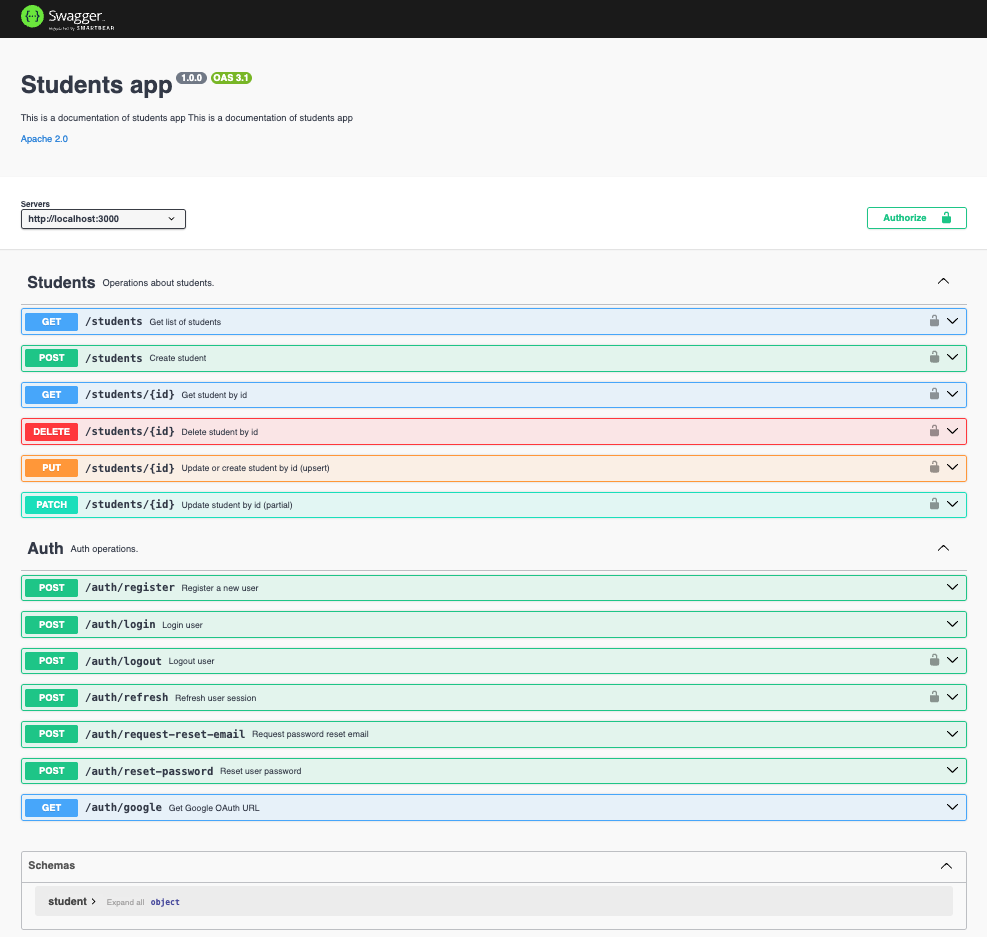 Swagger
Supported by SMARTBEAR
Students app 1.0.0 OAS 3.1
This is a documentation of students app This is a documentation of students app
Apache 2.0
Servers
http://localhost:3000
Authorize
Students Operations about students.
GET /students Get list of students
POST /students Create student
GET /students/{id} Get student by id
DELETE /students/{id} Delete student by id
PUT /students/{id} Update or create student by id (upsert)
PATCH /students/{id} Update student by id (partial)
Auth Auth operations.
POST /auth/register Register a new user
POST /auth/login Login user
POST /auth/logout Logout user
POST /auth/refresh Refresh user session
POST /auth/request-reset-email Request password reset email
POST /auth/reset-password Reset user password
GET /auth/google Get Google OAuth URL
Schemas
student Expand all object